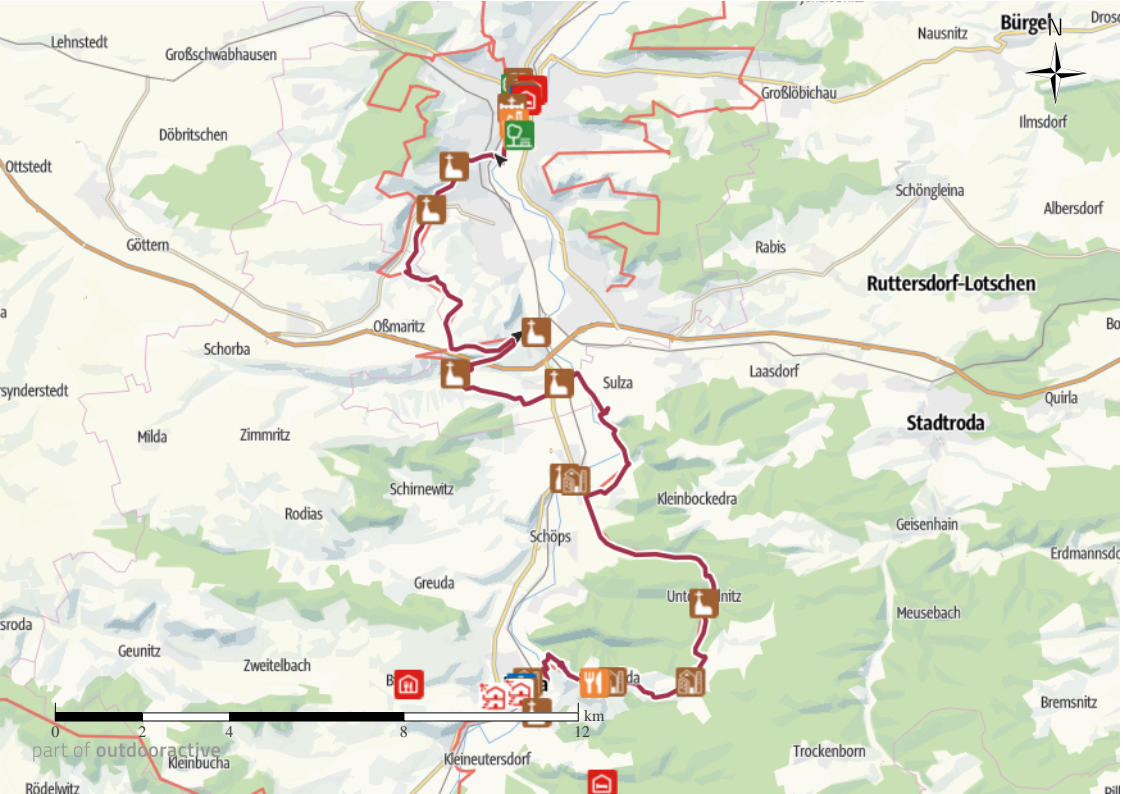 Bürgel
N
Nausnitz
Lehnstedt
Großschwabhausen
Großlöbichau
Ilmsdorf
Döbritschen
Ottstedt
Schöngleina
Albersdorf
Göttern
Rabis
Ruttersdorf-Lotschen
Oßmaritz
Schorba
Laasdorf
Sulza
Quirla
Stadtroda
Milda
Zimmritz
Schirnewitz
Kleinbockedra
Rodias
Geisenhain
Schöps
Greuda
Meusebach
Geunitz
Zweitelbach
Bremsnitz
km
0 2 4 8 12
part of outdooractive
Trockenborn
Kleineutersdorf
Kleinbucha
Rödelwitz